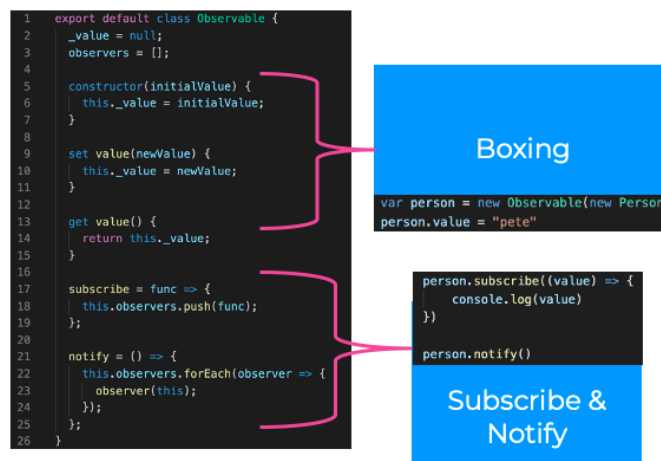 1 export default class Observable {
2 _value = null;
3 observers = [];
4
5 constructor(initialValue) {
6 this._value = initialValue;
7 }
8
9 set value(newValue) {
10 this._value = newValue;
11 }
12
13 get value() {
14 return this._value;
15 }
16
17 subscribe = func => {
18 this.observers.push(func);
19 };
20
21 notify = () => {
22 this.observers.forEach(observer => {
23 observer(this);
24 });
25 };
26 }
Boxing
var person = new Observable(new Person
person.value = "pete"
person.subscribe((value) => {
console.log(value)
})
person.notify()
Subscribe &
Notify